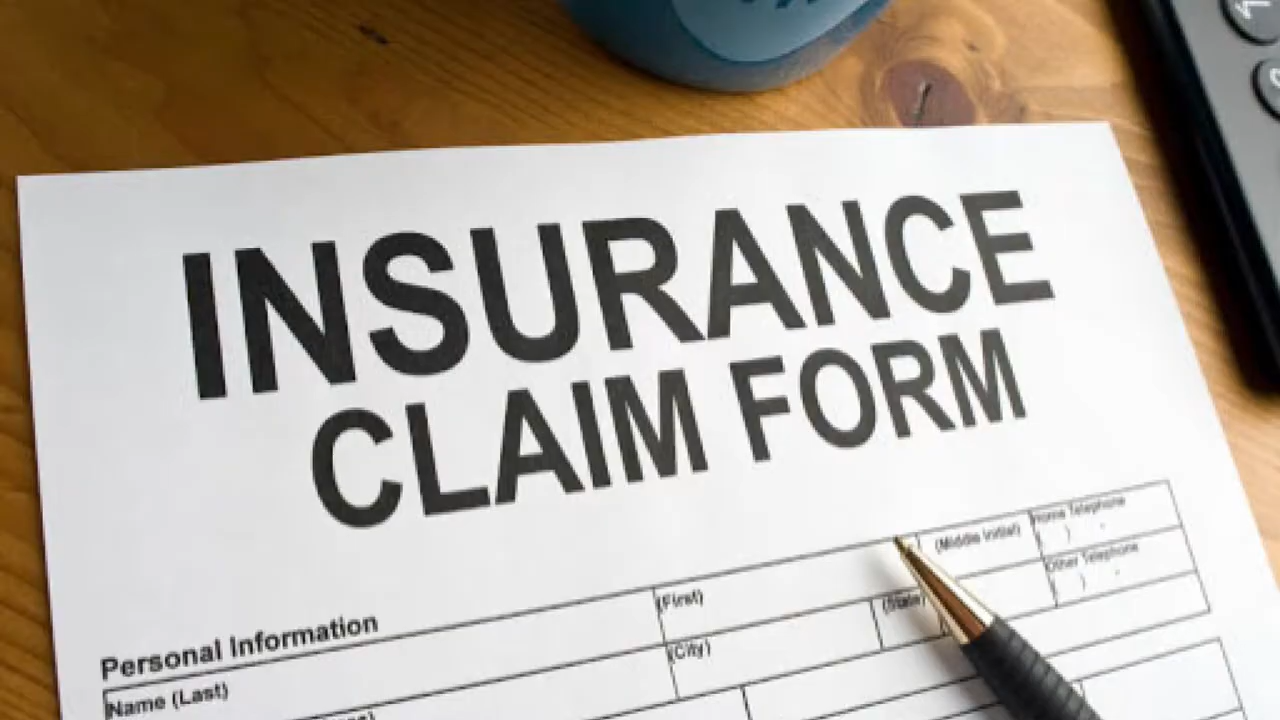 INSURANCE
CLAIM FORM
Personal Information
Name (Last)
(First)
(Middle Initial)
Home Telephone
( ) -
(City)
(State)
Other Telephone
( ) -